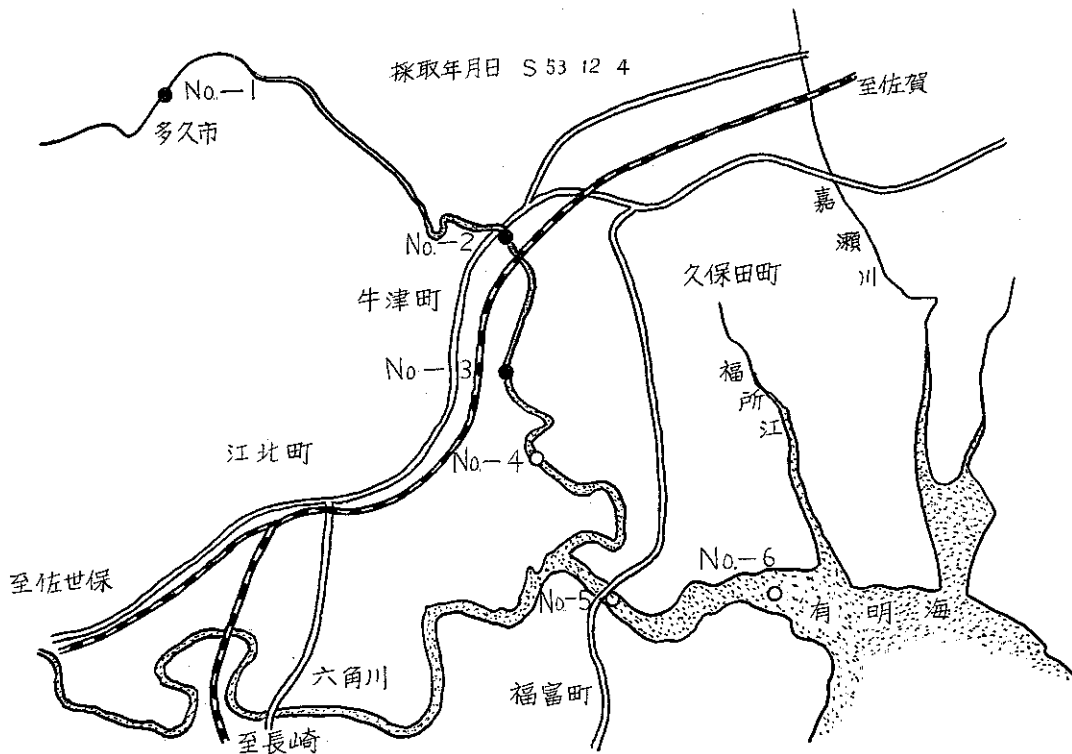 採取年月日 S 53 12 4
至佐賀
No.-1
多久市
嘉瀬川
No.-2
久保田町
牛津町
No.-3
福所江
江北町
No.-4
No.-6
至佐世保
No.-5
有明海
六角川
福富町
至長崎